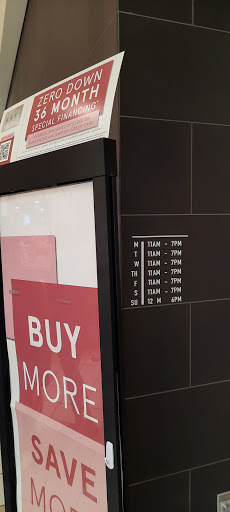 ZERO DOWN
36 MONTH
SPECIAL FINANCING*
BUY
MORE
SAVE
MORE
M 11AM - 7PM
T 11AM - 7PM
W 11AM - 7PM
TH 11AM - 7PM
F 11AM - 7PM
S 11AM - 7PM
SU 12 M 6PM